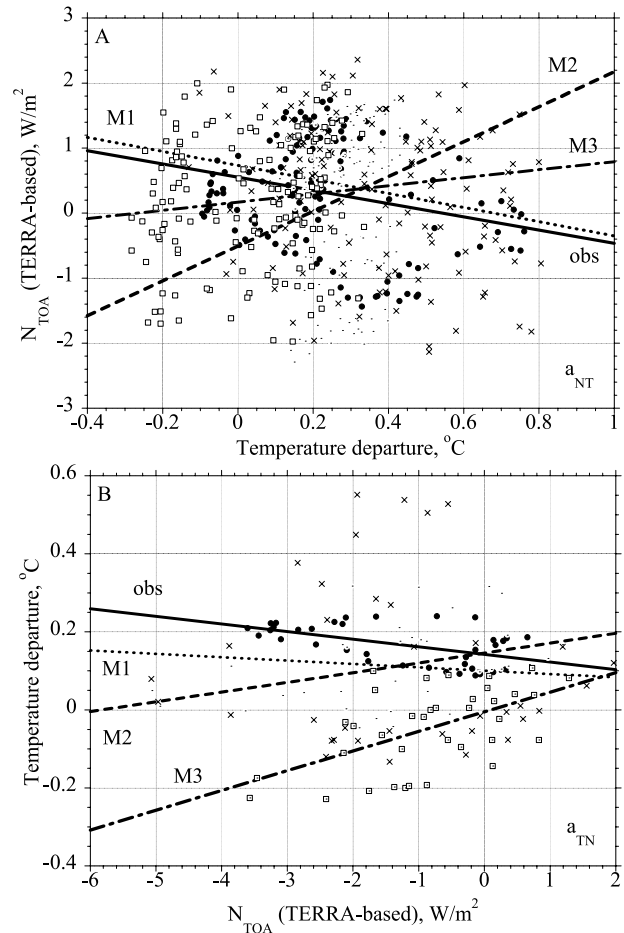 A
M1
M2
M3
obs
a_NT
3
2
1
0
-1
-2
-3
N_TOA (TERRA-based), W/m²
-0.4
-0.2
0
0.2
0.4
0.6
0.8
1
Temperature departure, °C
B
obs
M1
M2
M3
a_TN
0.6
0.4
0.2
0
-0.2
-0.4
Temperature departure, °C
-6
-5
-4
-3
-2
-1
0
1
2
N_TOA (TERRA-based), W/m²